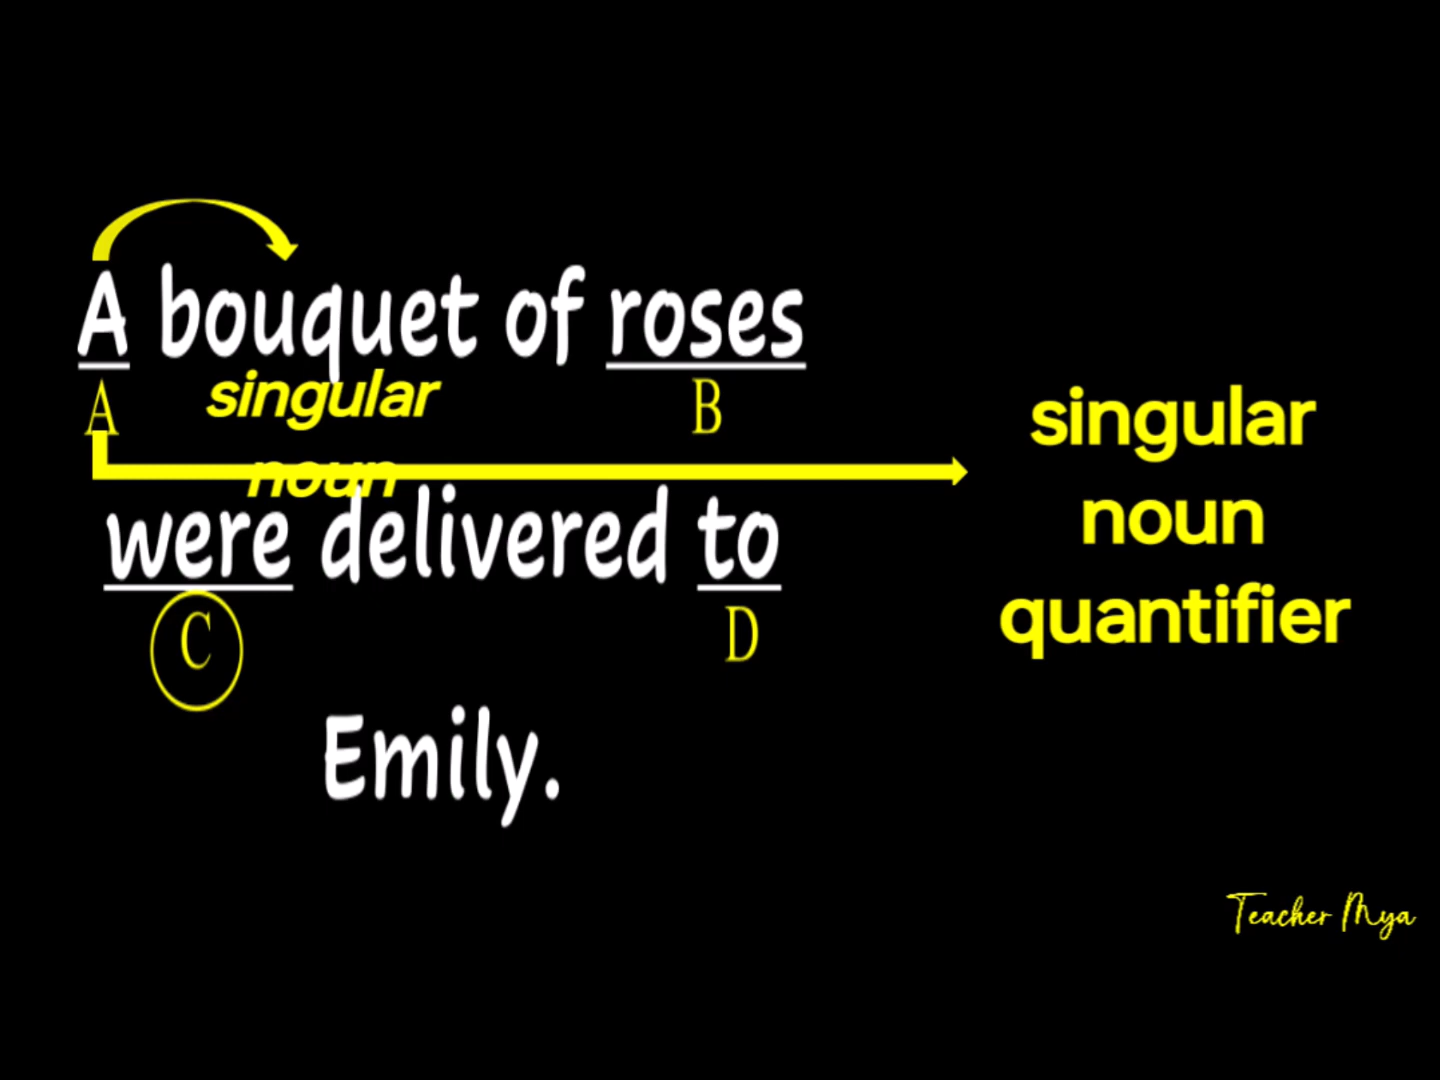 A bouquet of roses
A singular B
noun
were delivered to
C D
Emily.
singular
noun
quantifier
Teacher Mya